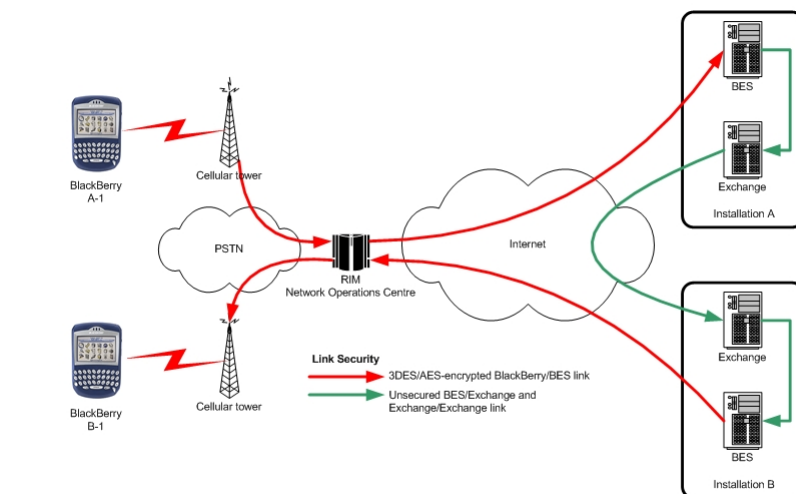 BES
Exchange
Installation A
BlackBerry
A-1
Cellular tower
PSTN
RIM
Network Operations Centre
Internet
Exchange
BES
Installation B
BlackBerry
B-1
Cellular tower
Link Security
3DES/AES-encrypted BlackBerry/BES link
Unsecured BES/Exchange and
Exchange/Exchange link